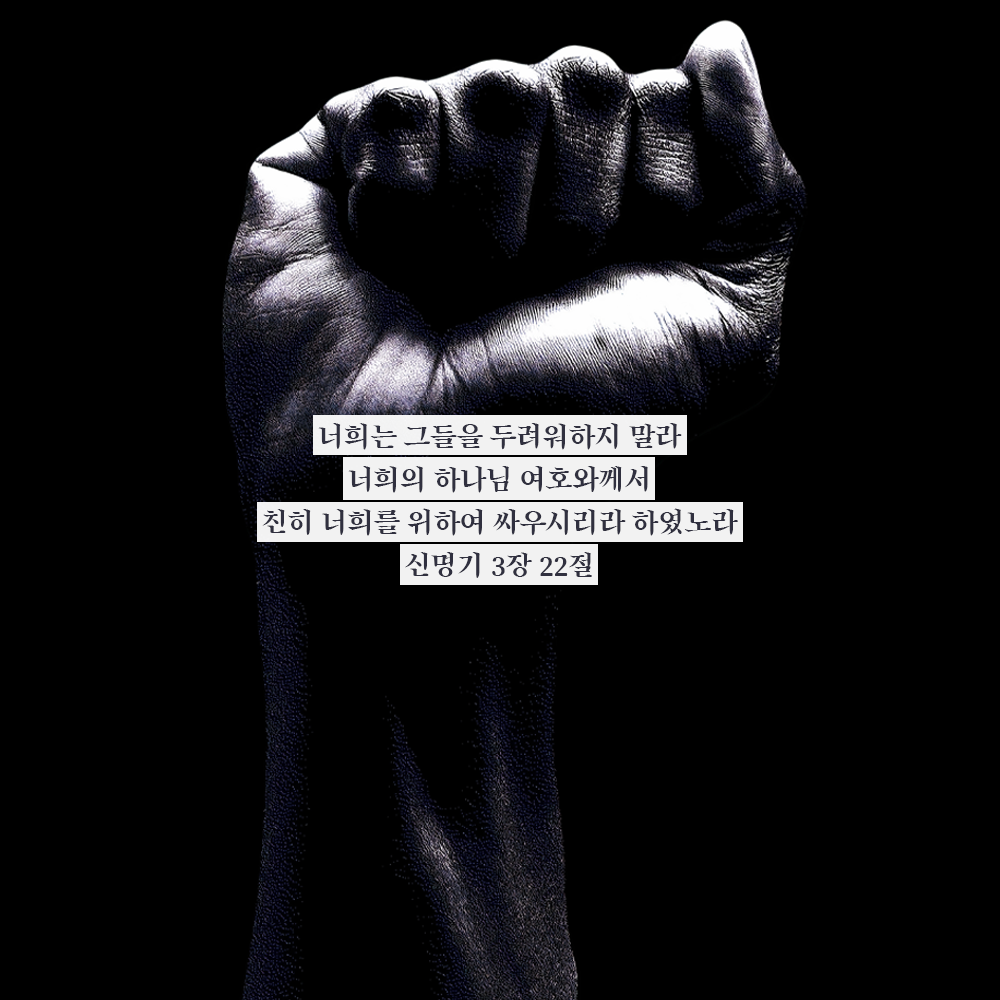 너희는 그들을 두려워하지 말라
너희의 하나님 여호와께서
친히 너희를 위하여 싸우시리라 하였노라
신명기 3장 22절